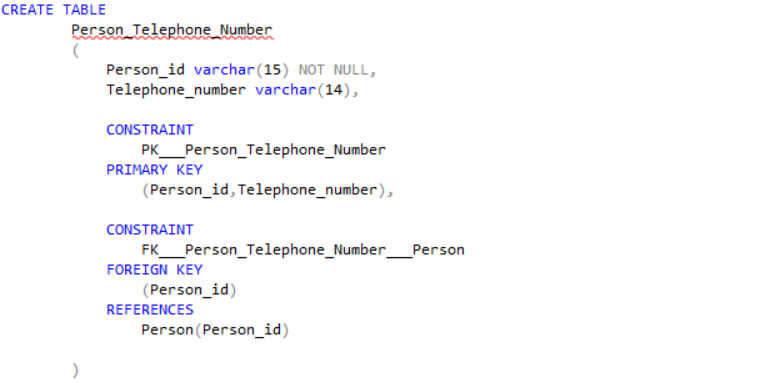 CREATE TABLE
Person_Telephone_Number
(
Person_id varchar(15) NOT NULL,
Telephone_number varchar(14),
CONSTRAINT
PK___Person_Telephone_Number
PRIMARY KEY
(Person_id,Telephone_number),
CONSTRAINT
FK___Person_Telephone_Number___Person
FOREIGN KEY
(Person_id)
REFERENCES
Person(Person_id)
)